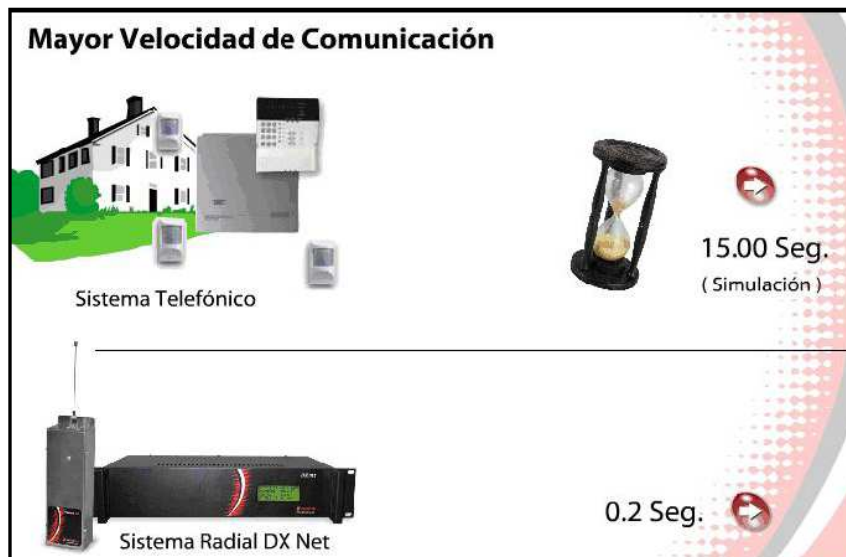 Mayor Velocidad de Comunicación
15.00 Seg.
( Simulación )
Sistema Telefónico
0.2 Seg.
Sistema Radial DX Net